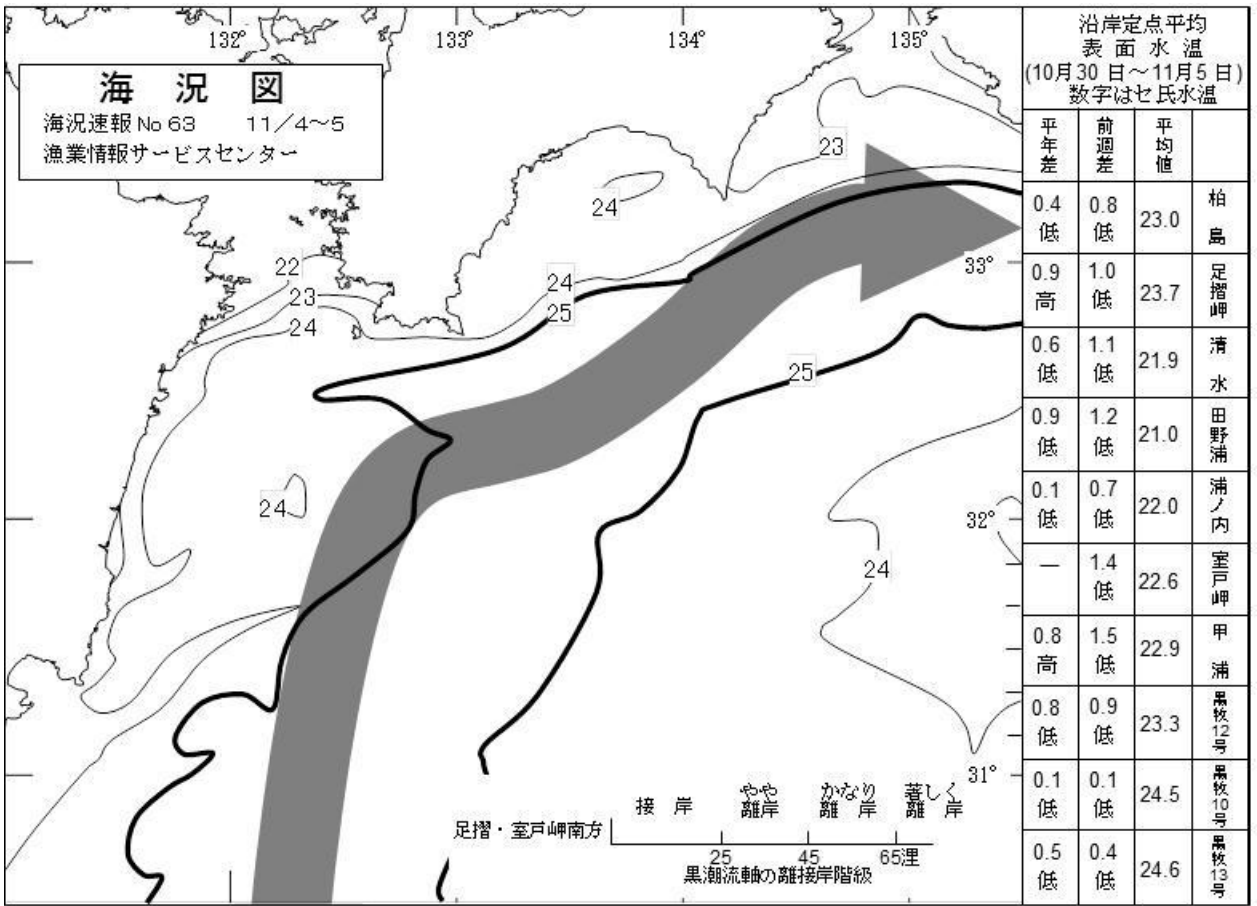 132°
133°
134°
135°
海 況 図
海況速報 No 63 11／4～5
漁業情報サービスセンター
23
24
22
24
23
25
24
33°
25
24
32°
24
31°
接 岸
やや
離岸
かなり
離 岸
著しく
離 岸
足摺・室戸岬南方
25
45
65浬
黒潮流軸の離接岸階級
沿岸定点平均
表 面 水 温
(10月30 日～11月5 日)
数字はセ氏水温
平年差 前週差 平均値
0.4低 0.8低 23.0 柏島
0.9高 1.0低 23.7 足摺岬
0.6低 1.1低 21.9 清水
0.9低 1.2低 21.0 田野浦
0.1低 0.7低 22.0 浦ノ内
— 1.4低 22.6 室戸岬
0.8高 1.5低 22.9 甲浦
0.8低 0.9低 23.3 黒牧12号
0.1低 0.1低 24.5 黒牧10号
0.5低 0.4低 24.6 黒牧13号